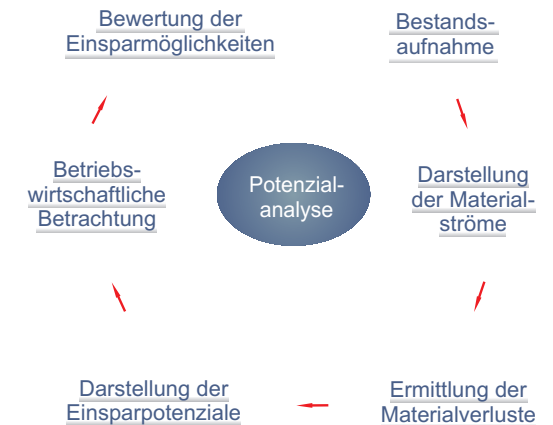 Bewertung der
Einsparmöglichkeiten
Bestands-
aufnahme
Betriebs-
wirtschaftliche
Betrachtung
Potenzial-
analyse
Darstellung
der Material-
ströme
Darstellung der
Einsparpotenziale
Ermittlung der
Materialverluste